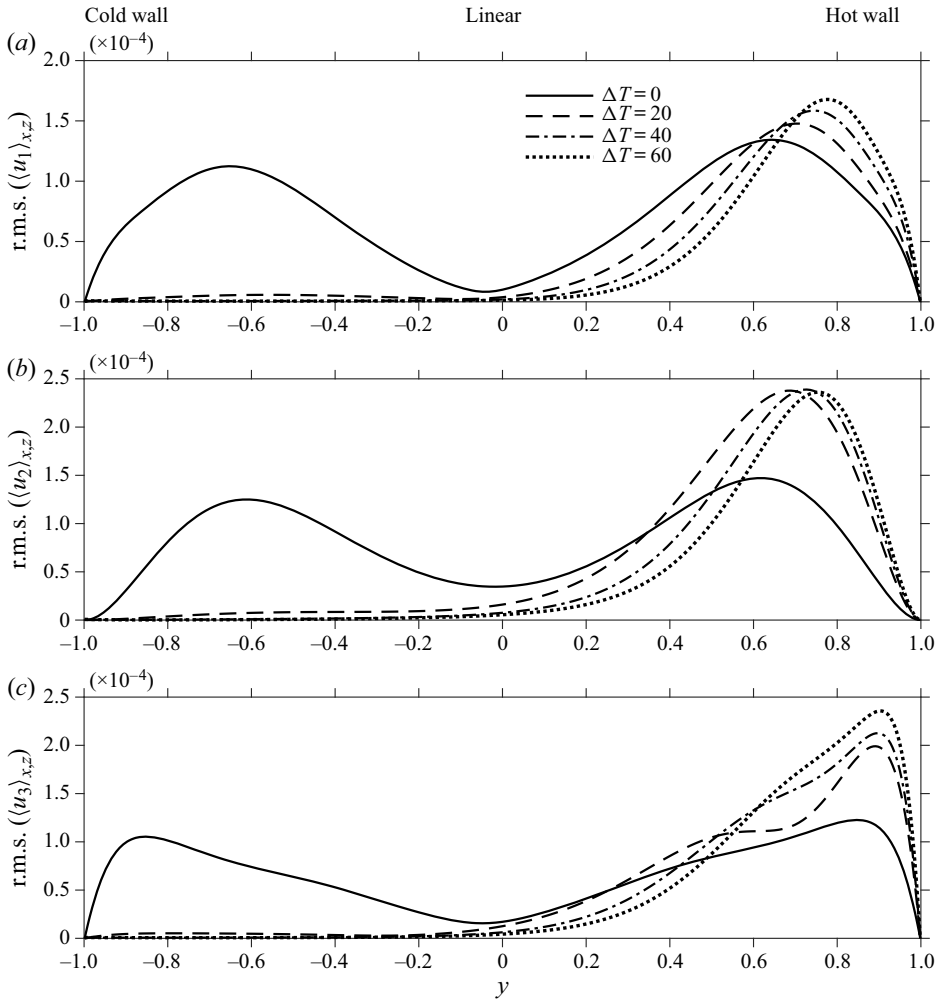 Cold wall Linear Hot wall
(a) (×10⁻⁴)
2.0
1.5
1.0
0.5
0
r.m.s. (⟨u₁⟩x,z)
ΔT = 0
ΔT = 20
ΔT = 40
ΔT = 60
–1.0 –0.8 –0.6 –0.4 –0.2 0 0.2 0.4 0.6 0.8 1.0
(b) (×10⁻⁴)
2.5
2.0
1.5
1.0
0.5
0
r.m.s. (⟨u₂⟩x,z)
–1.0 –0.8 –0.6 –0.4 –0.2 0 0.2 0.4 0.6 0.8 1.0
(c) (×10⁻⁴)
2.5
2.0
1.5
1.0
0.5
0
r.m.s. (⟨u₃⟩x,z)
–1.0 –0.8 –0.6 –0.4 –0.2 0 0.2 0.4 0.6 0.8 1.0
y